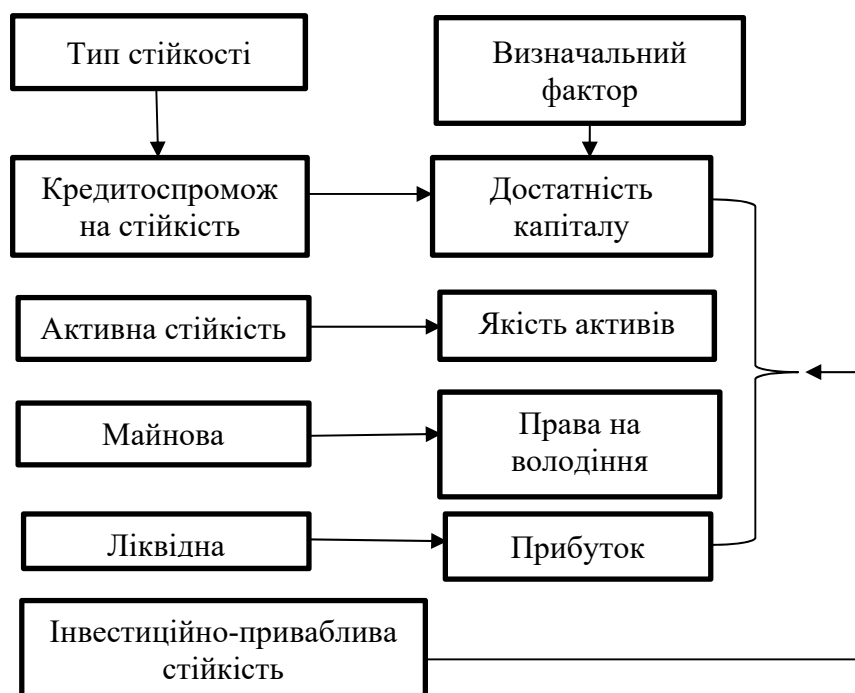 Тип стійкості
Визначальний
фактор
Кредитоспромож
на стійкість
Достатність
капіталу
Активна стійкість
Якість активів
Майнова
Права на
володіння
Ліквідна
Прибуток
Інвестиційно-приваблива
стійкість